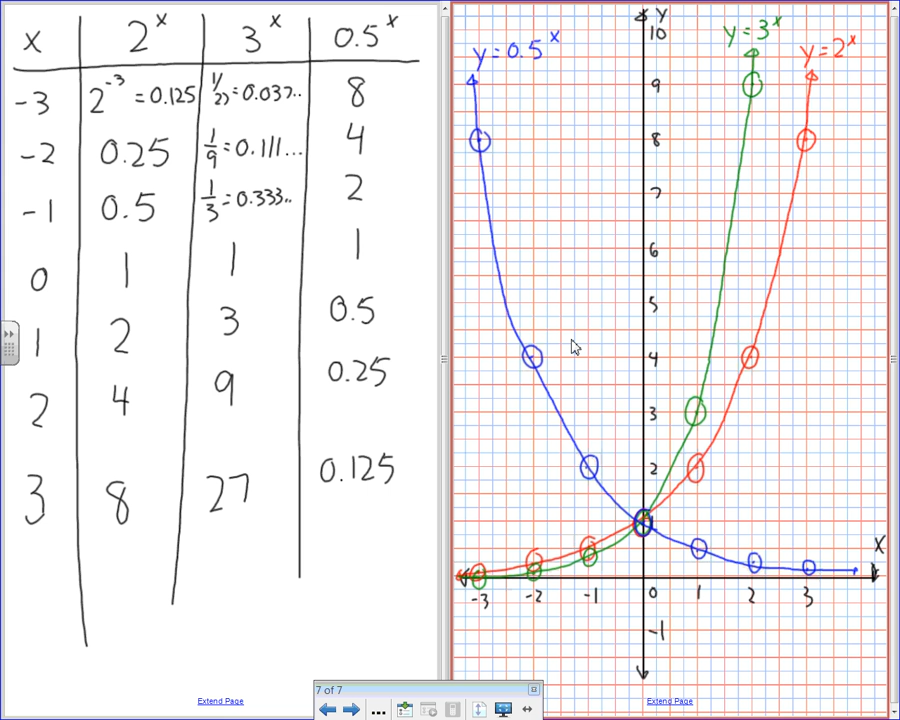 x 2^x 3^x 0.5^x
-3 2^-3 = 0.125 1/27 = 0.037.. 8
-2 0.25 1/9 = 0.111... 4
-1 0.5 1/3 = 0.333.. 2
0 1 1 1
1 2 3 0.5
2 4 9 0.25
3 8 27 0.125
Extend Page
y = 0.5^x
y = 3^x
y = 2^x
Y
10
9
8
7
6
5
4
3
2
1
X
-3 -2 -1 0 1 2 3
-1
Extend Page
7 of 7